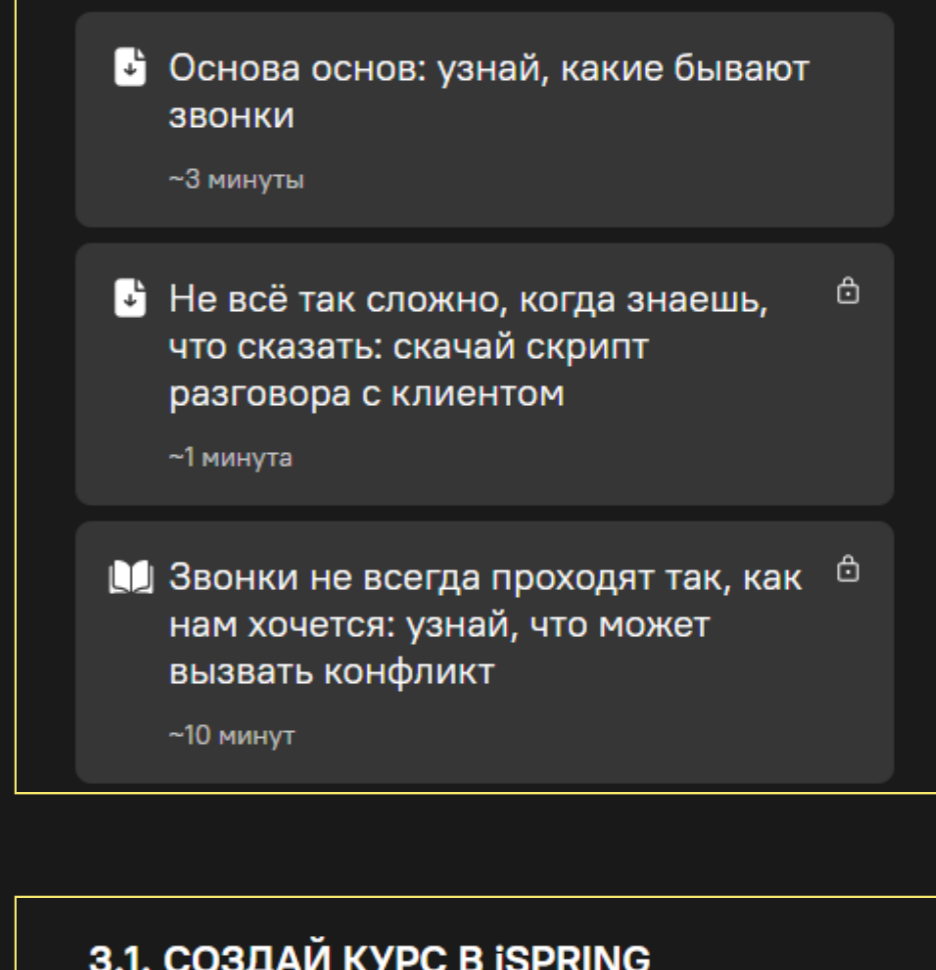 Основа основ: узнай, какие бывают
звонки
~3 минуты
Не всё так сложно, когда знаешь,
что сказать: скачай скрипт
разговора с клиентом
~1 минута
Звонки не всегда проходят так, как
нам хочется: узнай, что может
вызвать конфликт
~10 минут
3.1. СОЗДАЙ КУРС В iSPRING